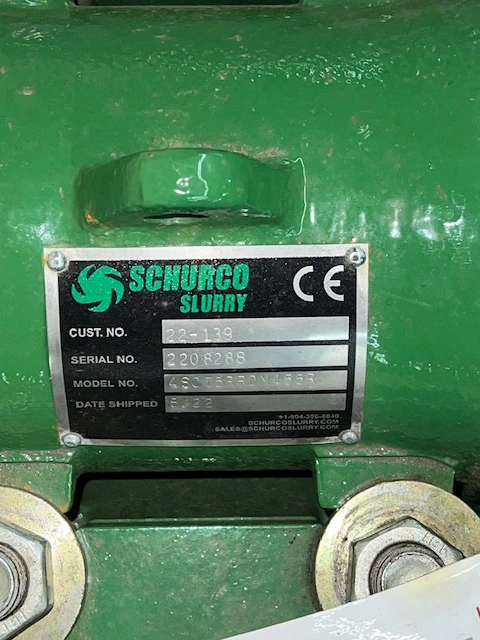 SCHURCO
SLURRY
CE
CUST. NO. 22-139
SERIAL NO. 2208288
MODEL NO.
DATE SHIPPED
SCHURCOSLURRY.COM
SALES@SCHURCOSLURRY.COM